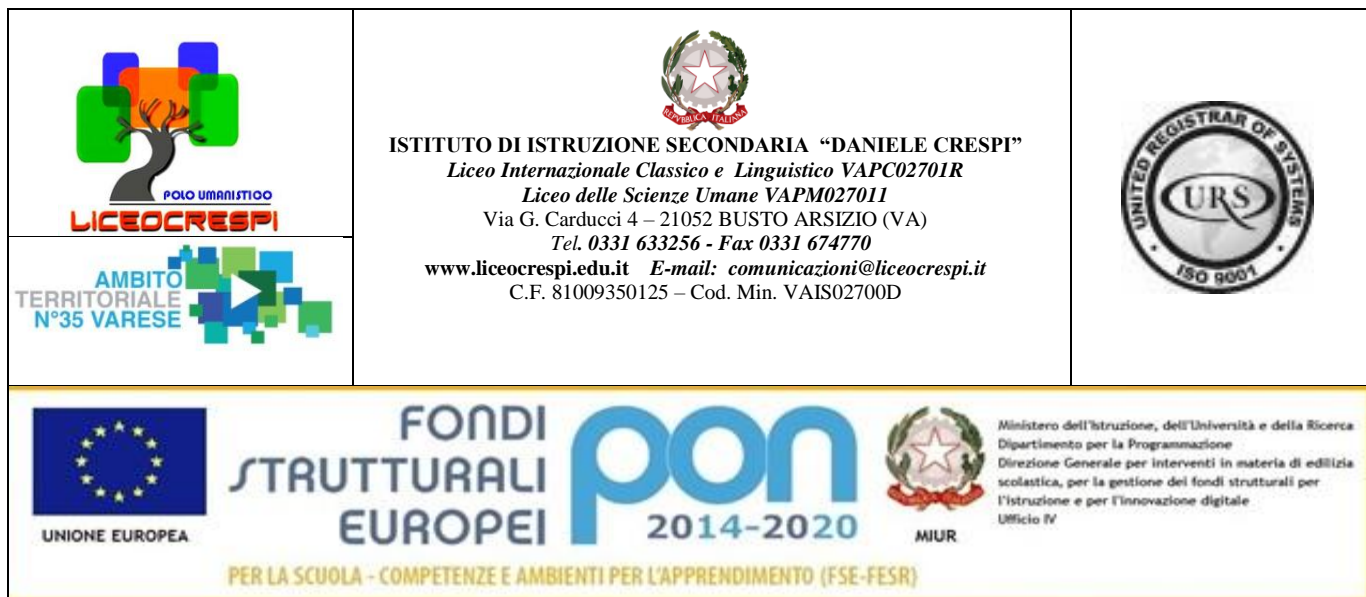 POLO UMANISTICO
LICEOCRESPI
AMBITO
TERRITORIALE
N°35 VARESE
REPVBBLICA ITALIANA
ISTITUTO DI ISTRUZIONE SECONDARIA “DANIELE CRESPI”
Liceo Internazionale Classico e Linguistico VAPC02701R
Liceo delle Scienze Umane VAPM027011
Via G. Carducci 4 – 21052 BUSTO ARSIZIO (VA)
Tel. 0331 633256 - Fax 0331 674770
www.liceocrespi.edu.it E-mail: comunicazioni@liceocrespi.it
C.F. 81009350125 – Cod. Min. VAIS02700D
UNITED REGISTRAR OF SYSTEMS
URS
ISO 9001
UNIONE EUROPEA
FONDI
STRUTTURALI
EUROPEI
pon
2014-2020
MIUR
Ministero dell'Istruzione, dell'Università e della Ricerca
Dipartimento per la Programmazione
Direzione Generale per interventi in materia di edilizia
scolastica, per la gestione dei fondi strutturali per
l'istruzione e per l'innovazione digitale
Ufficio IV
PER LA SCUOLA - COMPETENZE E AMBIENTI PER L'APPRENDIMENTO (FSE-FESR)